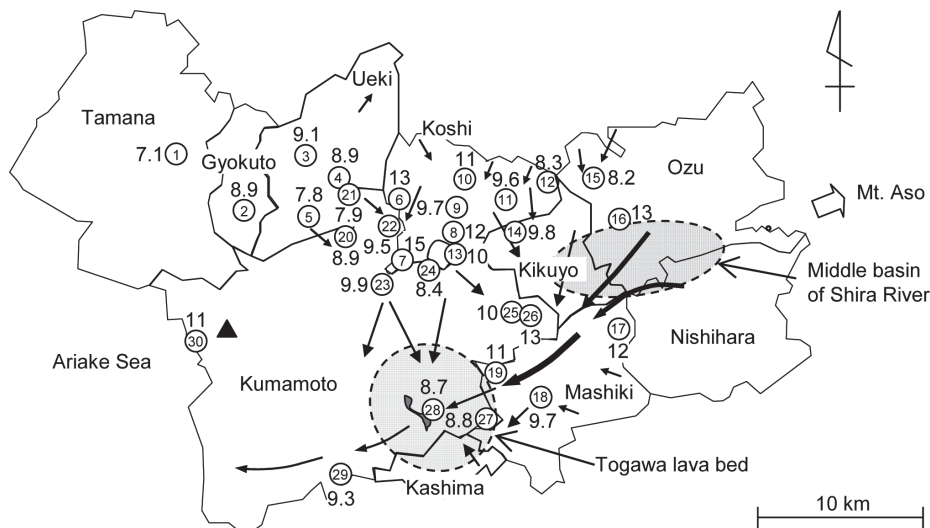 Ueki
Tamana
Koshi
9.1
7.1 1
Gyokuto
3
8.9
4
21
13
6
11
10
9.6
11
8.3
12
15 8.2
Ozu
Mt. Aso
8.9
2
7.8
5
7.9
20
8.9
22
9.5
9.7 9
8 12
13 10
14 9.8
16 13
15
7
24
8.4
9.9 23
Kikuyo
Middle basin
of Shira River
10 25 26
13
17
12
Nishihara
11
30
Ariake Sea
Kumamoto
11
19
Mashiki
8.7
28
8.8 27
18
9.7
Togawa lava bed
29
9.3
Kashima
10 km